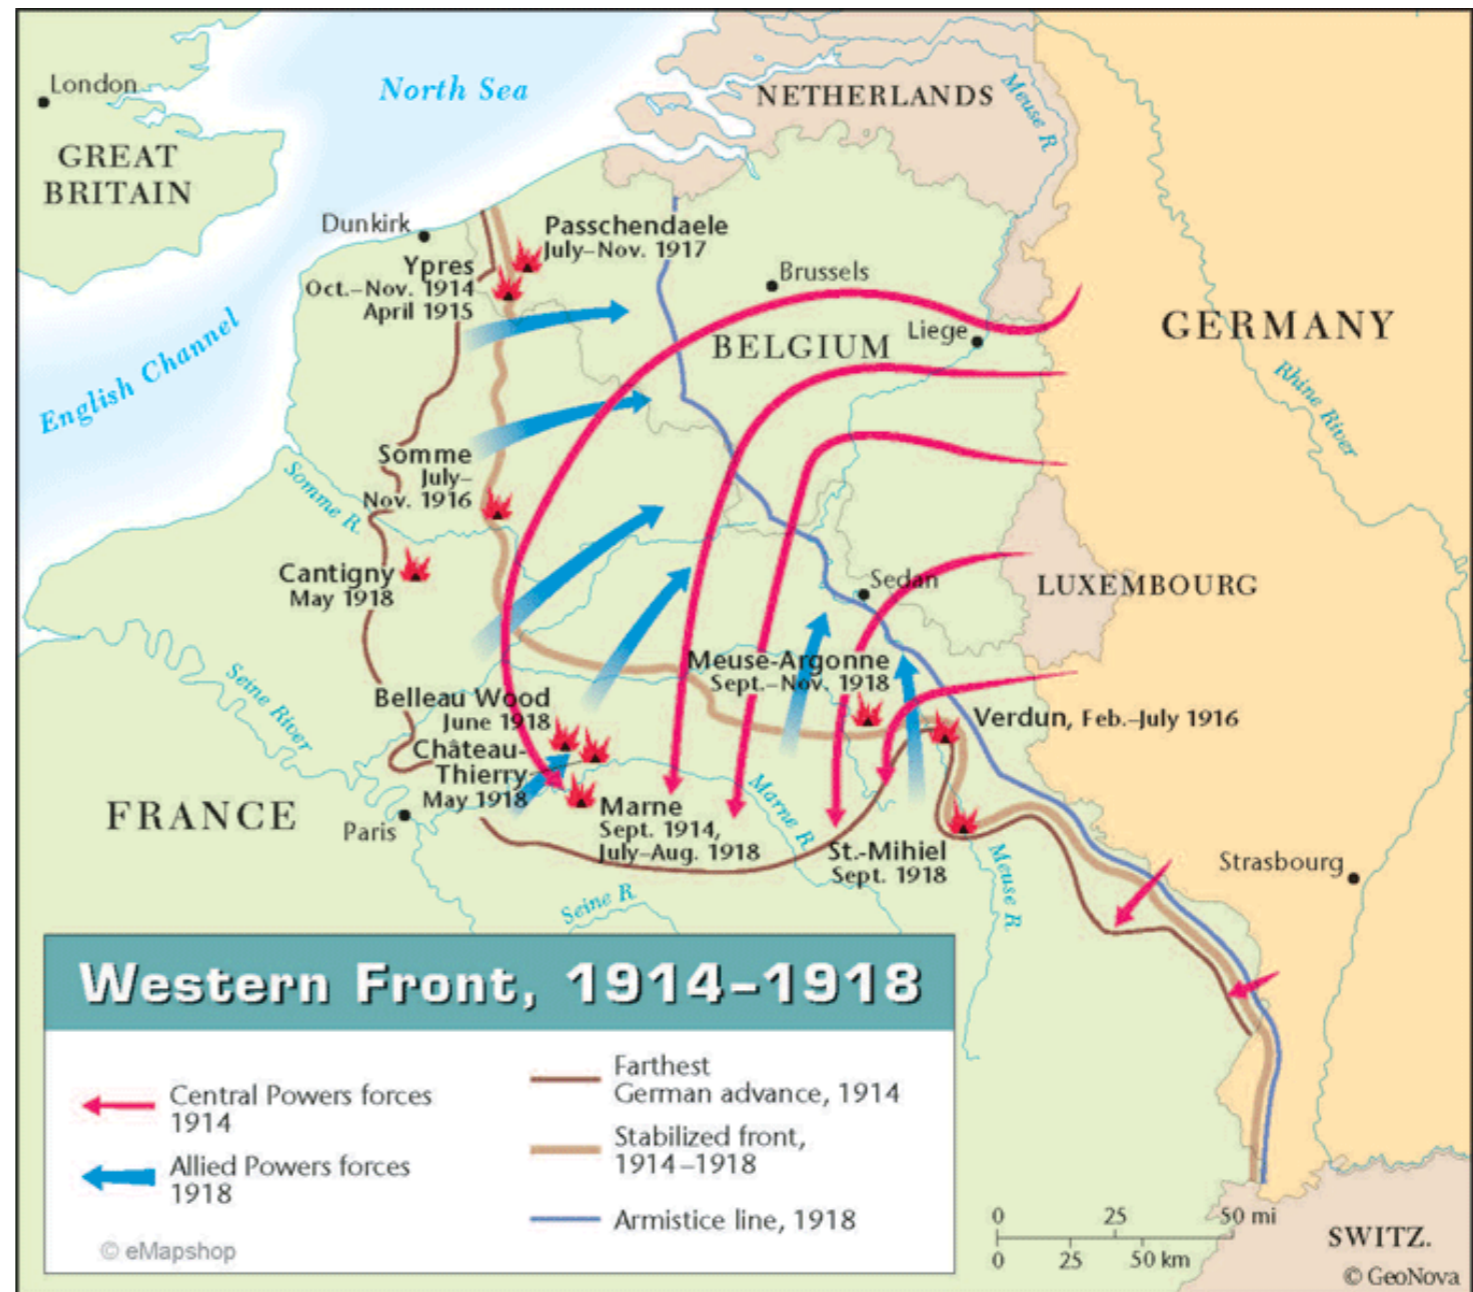 London
North Sea
NETHERLANDS
Meuse R.
GREAT
BRITAIN
Dunkirk
Passchendaele
July–Nov. 1917
Ypres
Oct.–Nov. 1914
April 1915
Brussels
BELGIUM
Liege
GERMANY
English Channel
Rhine River
Somme
July–
Nov. 1916
Somme R.
Cantigny
May 1918
Sedan
LUXEMBOURG
Seine River
Meuse-Argonne
Sept.–Nov. 1918
Belleau Wood
June 1918
Verdun, Feb.–July 1916
Château-
Thierry
May 1918
FRANCE
Paris
Marne
Sept. 1914,
July–Aug. 1918
Marne R.
St.-Mihiel
Sept. 1918
Meuse R.
Strasbourg
Seine R.
Western Front, 1914–1918
Central Powers forces
1914
Allied Powers forces
1918
Farthest
German advance, 1914
Stabilized front,
1914–1918
Armistice line, 1918
© eMapshop
0 25 50 mi
0 25 50 km
SWITZ.
© GeoNova